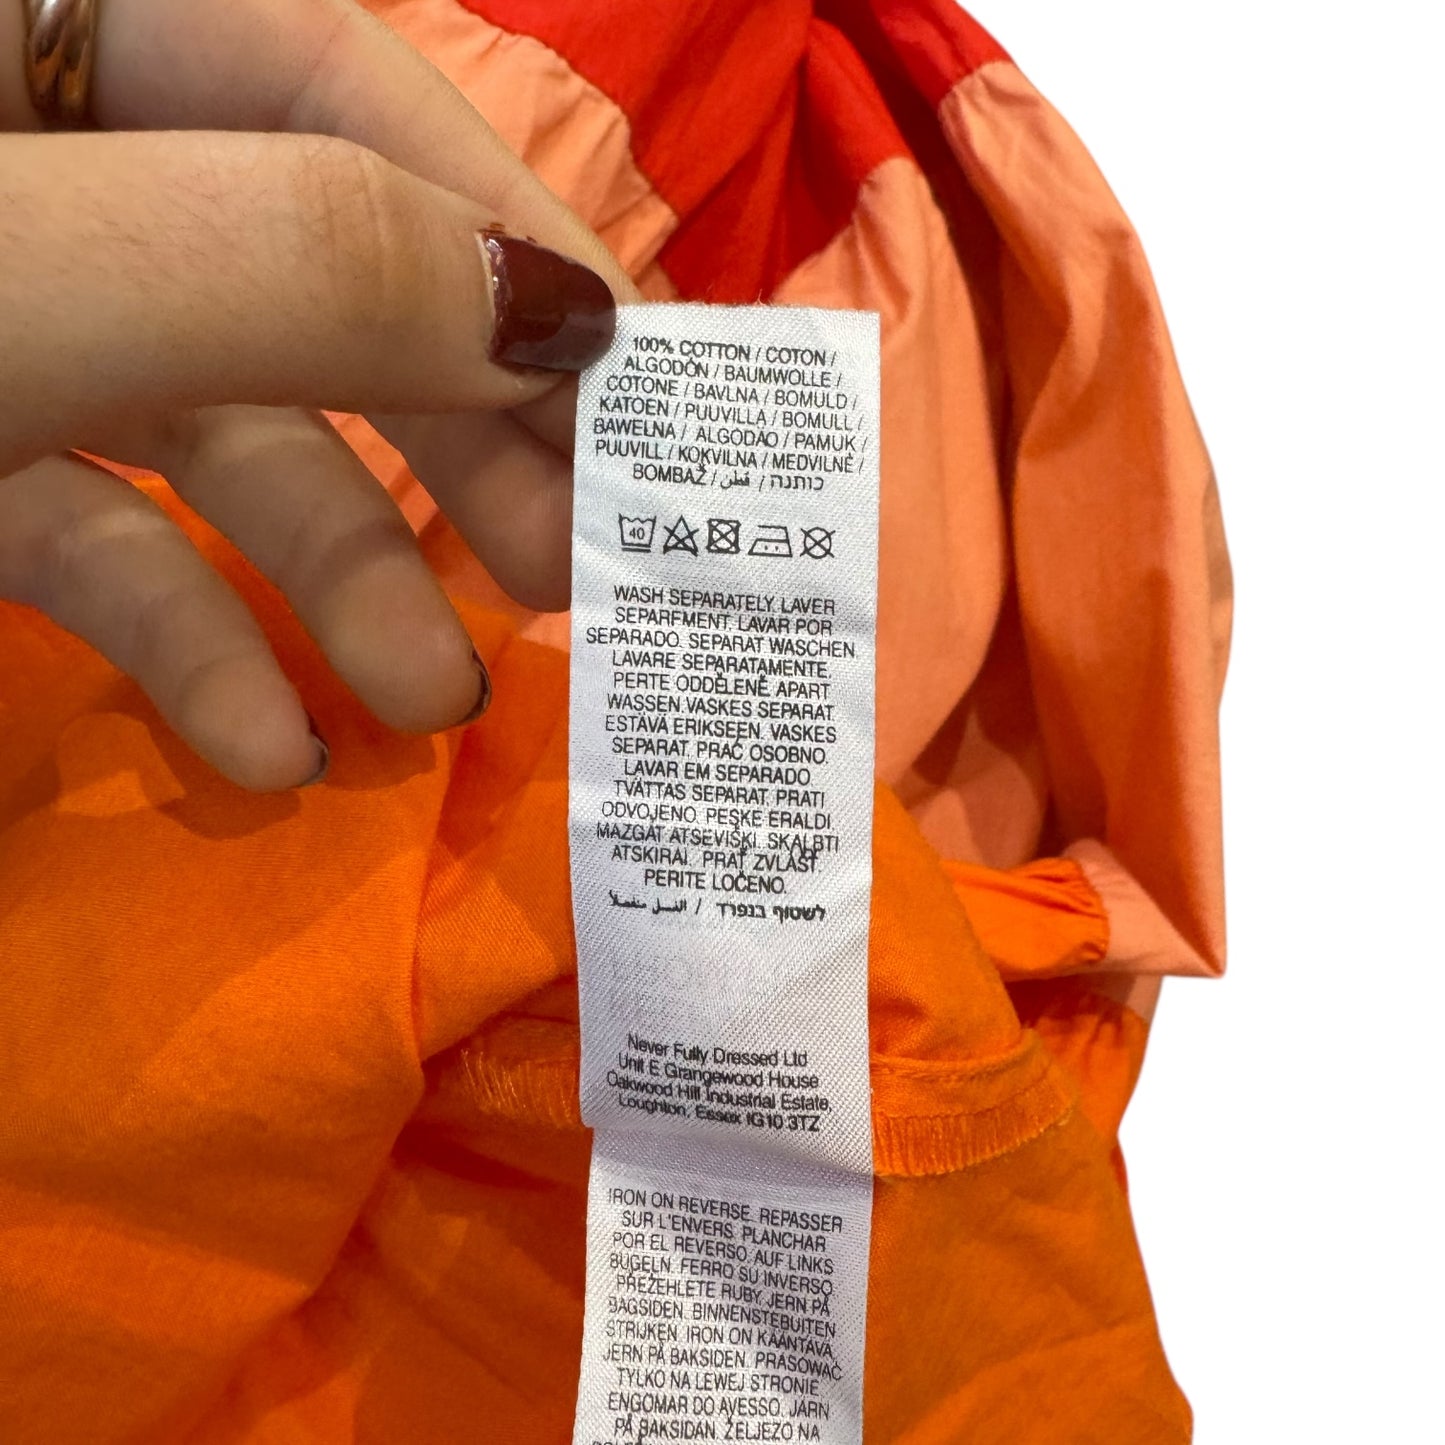 100% COTTON / COTON /
ALGODÓN / BAUMWOLLE /
COTONE / BAVLNA / BOMULD /
KATOEN / PUUVILLA / BOMULL /
BAWEŁNA / ALGODÃO / PAMUK /
PUUVILL / KOKVILNA / MEDVILNĖ /
BOMBAŽ / قطن / כותנה
40
WASH SEPARATELY. LAVER
SÉPARÉMENT. LAVAR POR
SEPARADO. SEPARAT WASCHEN.
LAVARE SEPARATAMENTE.
PERTE ODDĚLENĚ. APART
WASSEN. VASKES SEPARAT.
ESTÄVÄ ERIKSEEN. VASKES
SEPARAT. PRAĆ OSOBNO.
LAVAR EM SEPARADO.
TVÄTTAS SEPARAT. PRATI
ODVOJENO. PESKE ERALDI
MAZGĀT ATSEVIŠĶI. SKALBTI
ATSKIRAI. PRAŤ ZVLÁŠŤ.
PERITE LOČENO.
لغسل منفصلاً / לשטוף בנפרד
Never Fully Dressed Ltd
Unit E Grangewood House
Oakwood Hill Industrial Estate,
Loughton, Essex IG10 3TZ
IRON ON REVERSE. REPASSER
SUR L'ENVERS. PLANCHAR
POR EL REVERSO. AUF LINKS
BÜGELN. FERRO SU INVERSO
PŘEŽEHLETE RUBY. JERN PÅ
BAGSIDEN. BINNENSTEBUITEN
STRIJKEN. IRON ON KÄÄNTÄVÄ.
JERN PÅ BAKSIDEN. PRASOWAĆ
TYLKO NA LEWEJ STRONIE
ENGOMAR DO AVESSO. JÄRN
PÅ BAKSIDAN. ŽELJEZO NA